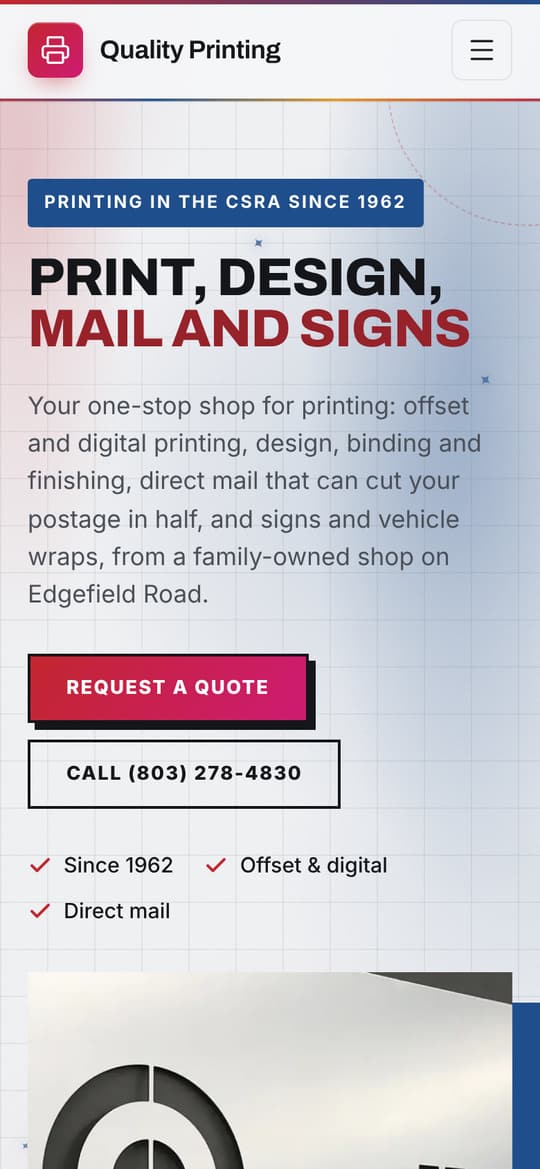 Quality Printing
PRINTING IN THE CSRA SINCE 1962
PRINT, DESIGN,
MAIL AND SIGNS
Your one-stop shop for printing: offset
and digital printing, design, binding and
finishing, direct mail that can cut your
postage in half, and signs and vehicle
wraps, from a family-owned shop on
Edgefield Road.
REQUEST A QUOTE
CALL (803) 278-4830
Since 1962
Offset & digital
Direct mail